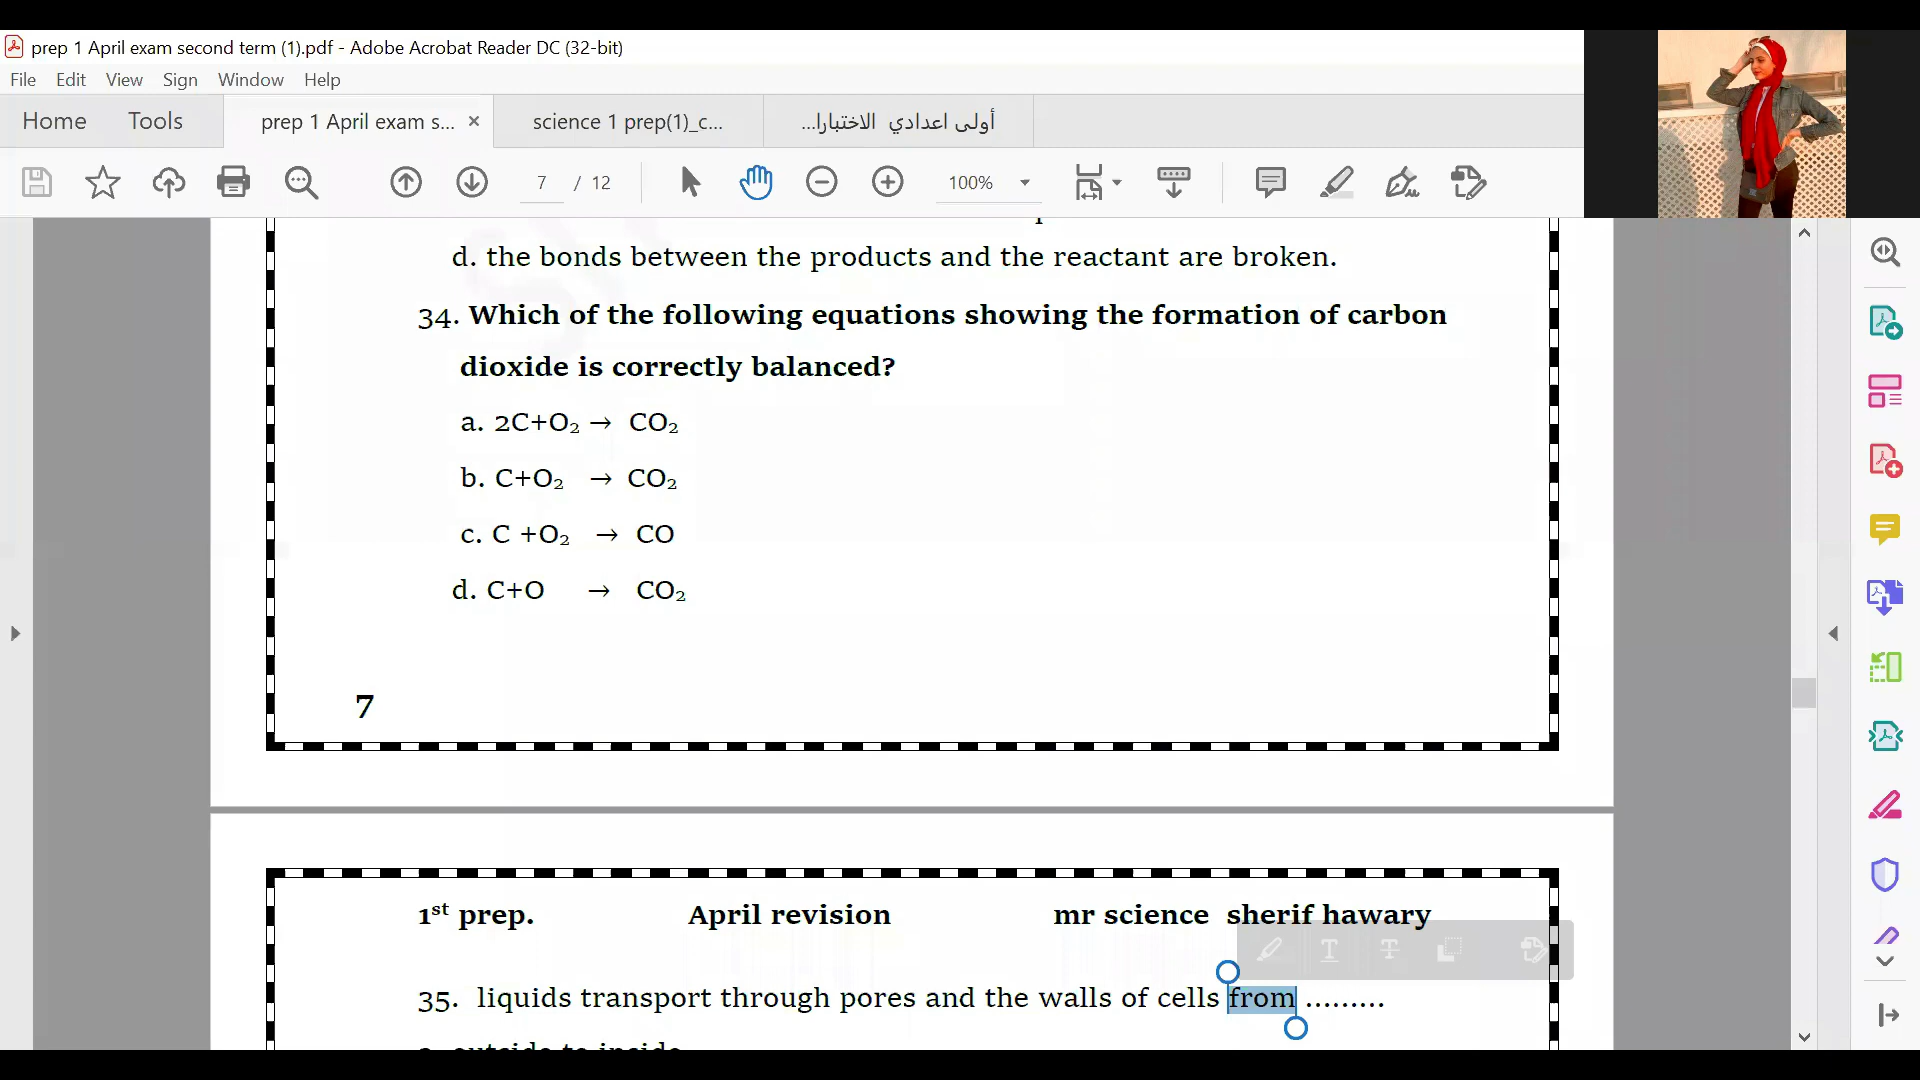 prep 1 April exam second term (1).pdf - Adobe Acrobat Reader DC (32-bit)
File Edit View Sign Window Help
Home Tools prep 1 April exam s... × science 1 prep(1)_c... أولى اعدادي الاختبارا...
7 / 12 100%
d. the bonds between the products and the reactant are broken.
34. Which of the following equations showing the formation of carbon
dioxide is correctly balanced?
a. 2C+O₂ → CO₂
b. C+O₂ → CO₂
c. C +O₂ → CO
d. C+O → CO₂
7
1ˢᵗ prep. April revision mr science sherif hawary
35. liquids transport through pores and the walls of cells from .........